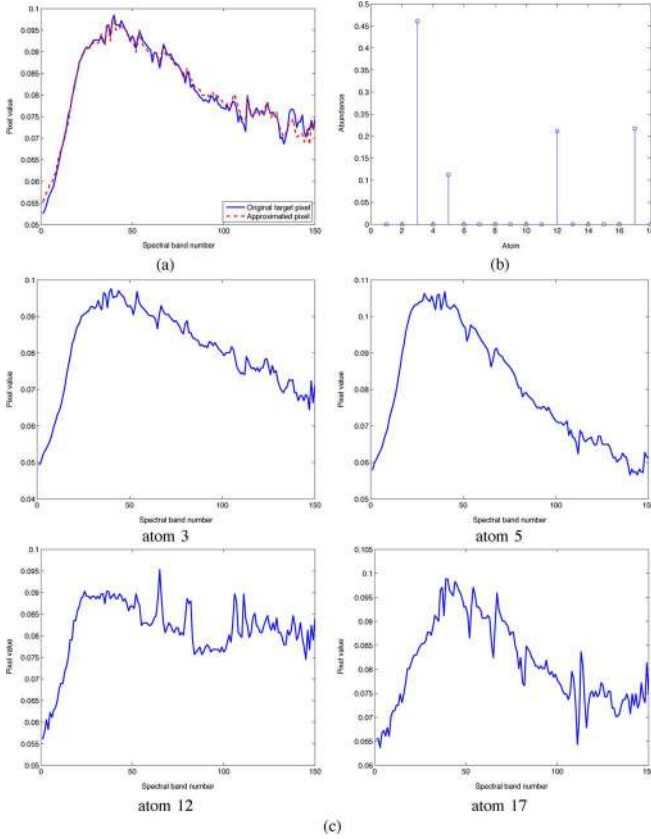 0.1
0.095
0.09
0.085
0.08
0.075
0.07
0.065
0.06
0.055
0.05
Pixel value
0 50 100 150
Original target pixel
Approximated pixel
Spectral band number
(a)
0.5
0.45
0.4
0.35
0.3
0.25
0.2
0.15
0.1
0.05
0
Abundance
0 2 4 6 8 10 12 14 16 18
Atom
(b)
0.1
0.09
0.08
0.07
0.06
0.05
0.04
Pixel value
0 50 100 150
Spectral band number
atom 3
0.11
0.1
0.09
0.08
0.07
0.06
0.05
Pixel value
0 50 100 150
Spectral band number
atom 5
0.1
0.095
0.09
0.085
0.08
0.075
0.07
0.065
0.06
0.055
0.05
Pixel value
0 50 100 150
Spectral band number
atom 12
0.105
0.1
0.095
0.09
0.085
0.08
0.075
0.07
0.065
0.06
Pixel value
0 50 100 150
Spectral band number
atom 17
(c)